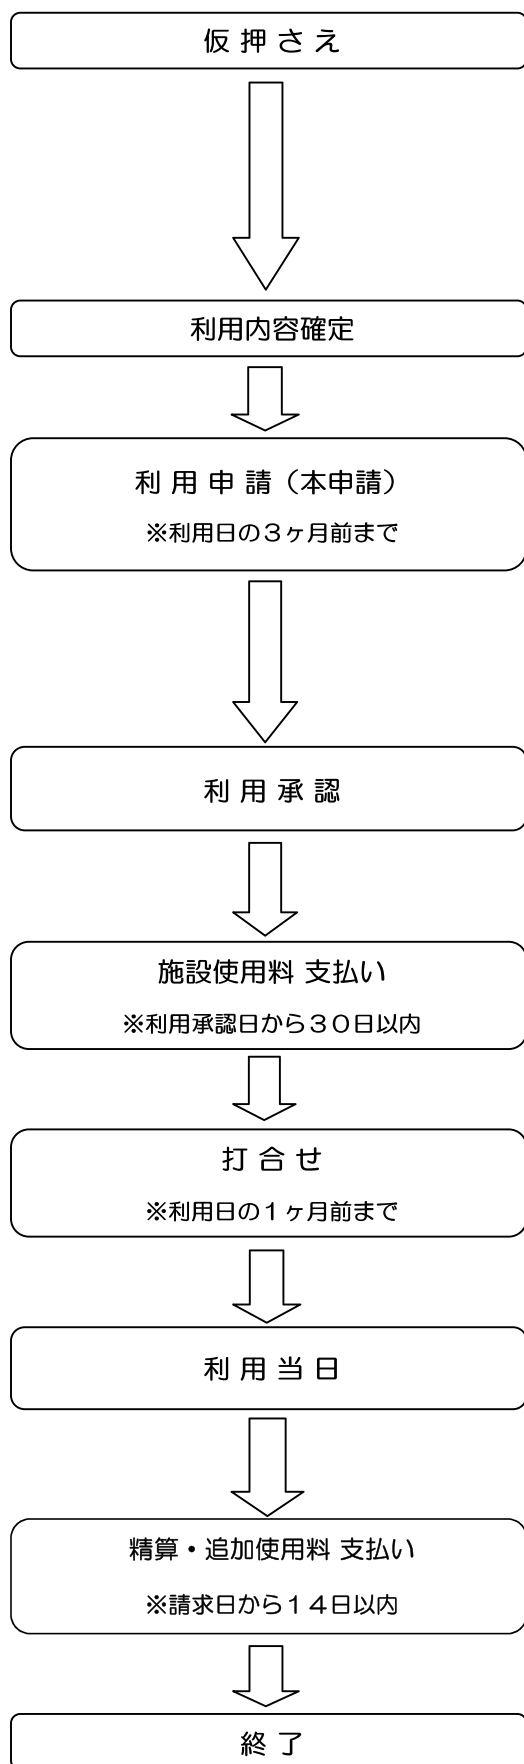 仮押さえ
利用内容確定
利用申請（本申請）
※利用日の３ヶ月前まで
利用承認
施設使用料 支払い
※利用承認日から３０日以内
打合せ
※利用日の１ヶ月前まで
利用当日
精算・追加使用料 支払い
※請求日から１４日以内
終了